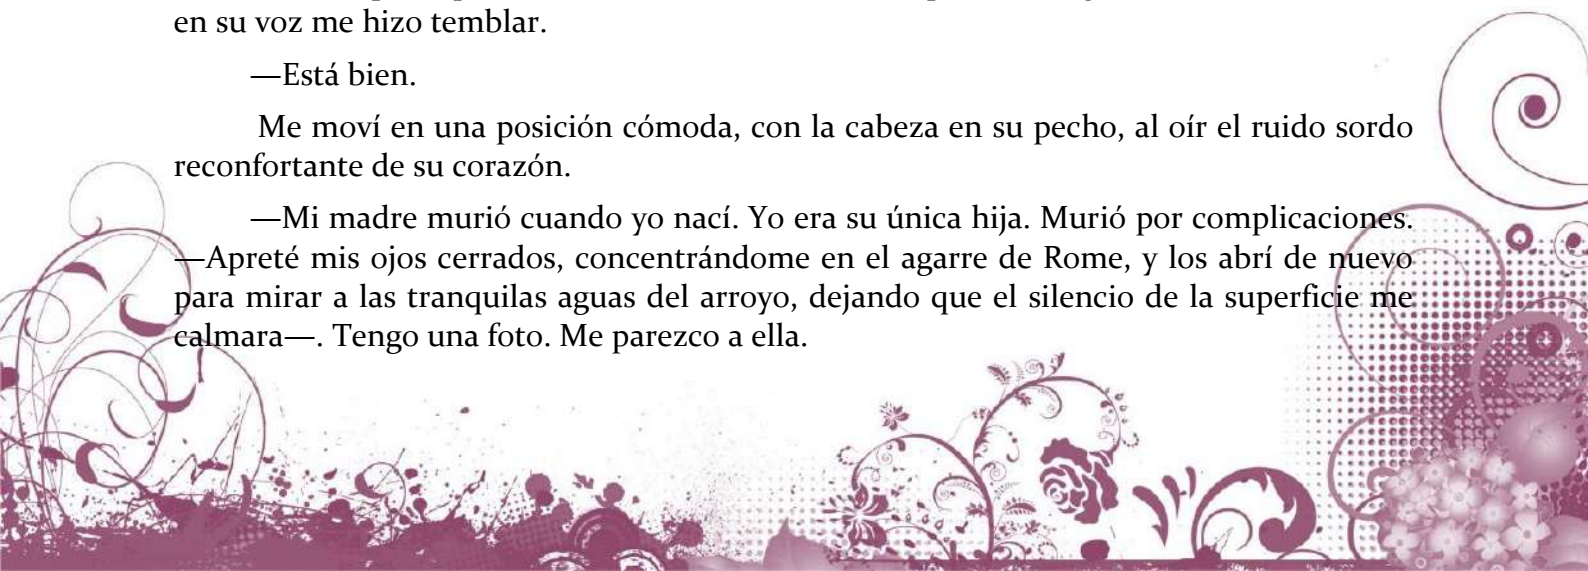 en su voz me hizo temblar.
—Está bien.
Me moví en una posición cómoda, con la cabeza en su pecho, al oír el ruido sordo
reconfortante de su corazón.
—Mi madre murió cuando yo nací. Yo era su única hija. Murió por complicaciones.
—Apreté mis ojos cerrados, concentrándome en el agarre de Rome, y los abrí de nuevo
para mirar a las tranquilas aguas del arroyo, dejando que el silencio de la superficie me
calmara—. Tengo una foto. Me parezco a ella.